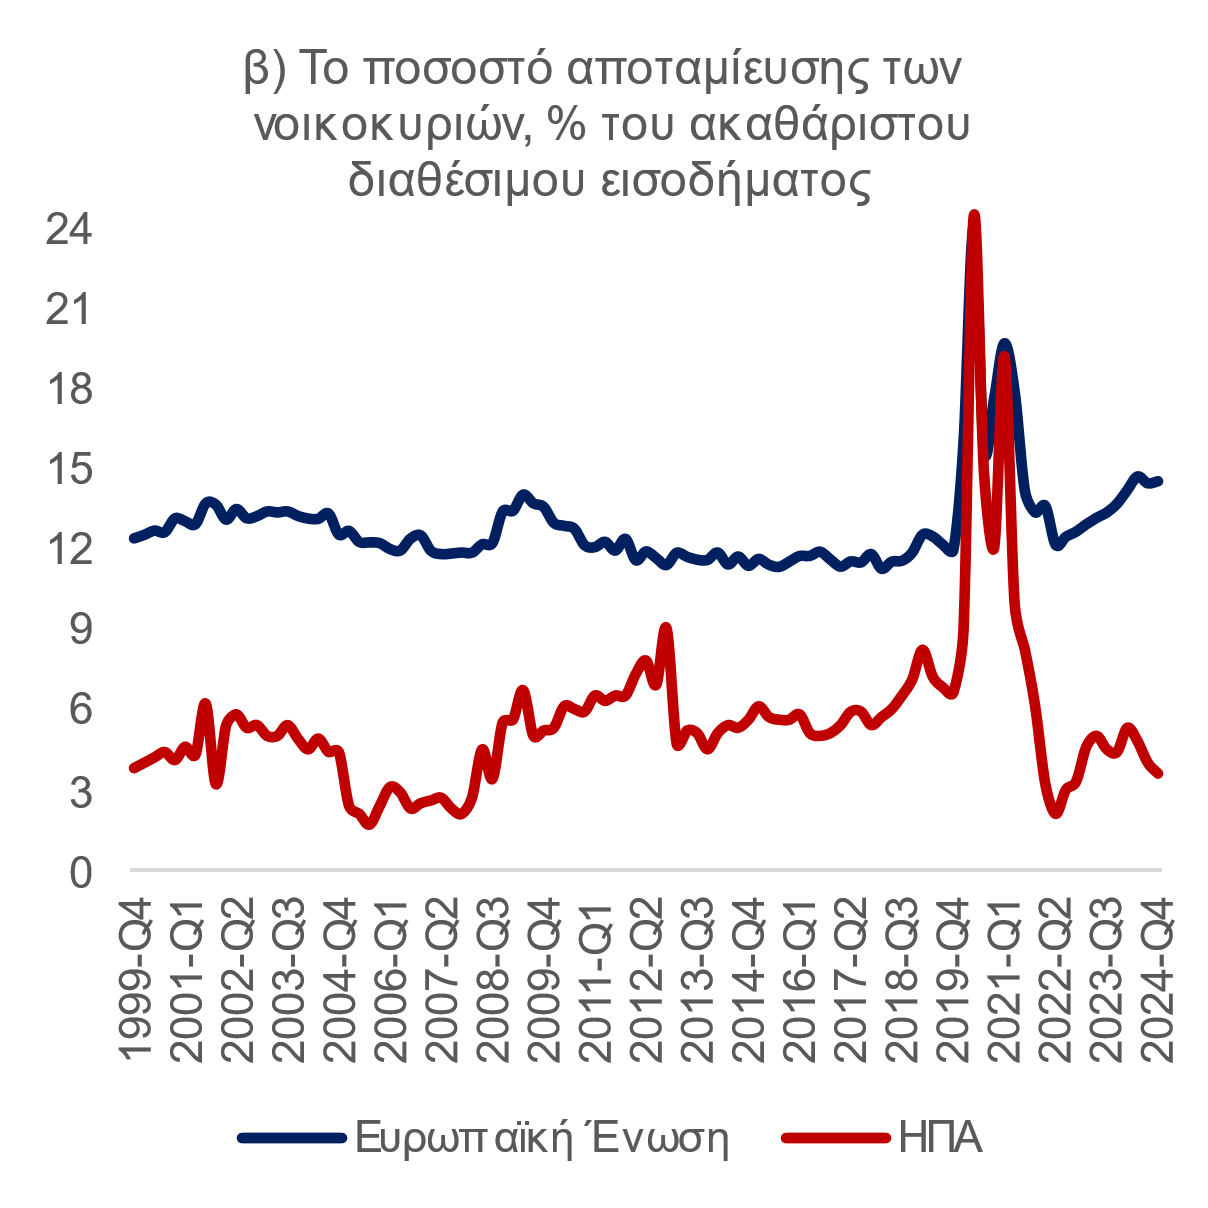 β) Το ποσοστό αποταμίευσης των
νοικοκυριών, % του ακαθάριστου
διαθέσιμου εισοδήματος
24
21
18
15
12
9
6
3
0
1999-Q4
2001-Q1
2002-Q2
2003-Q3
2004-Q4
2006-Q1
2007-Q2
2008-Q3
2009-Q4
2011-Q1
2012-Q2
2013-Q3
2014-Q4
2016-Q1
2017-Q2
2018-Q3
2019-Q4
2021-Q1
2022-Q2
2023-Q3
2024-Q4
Ευρωπαϊκή Ένωση
ΗΠΑ